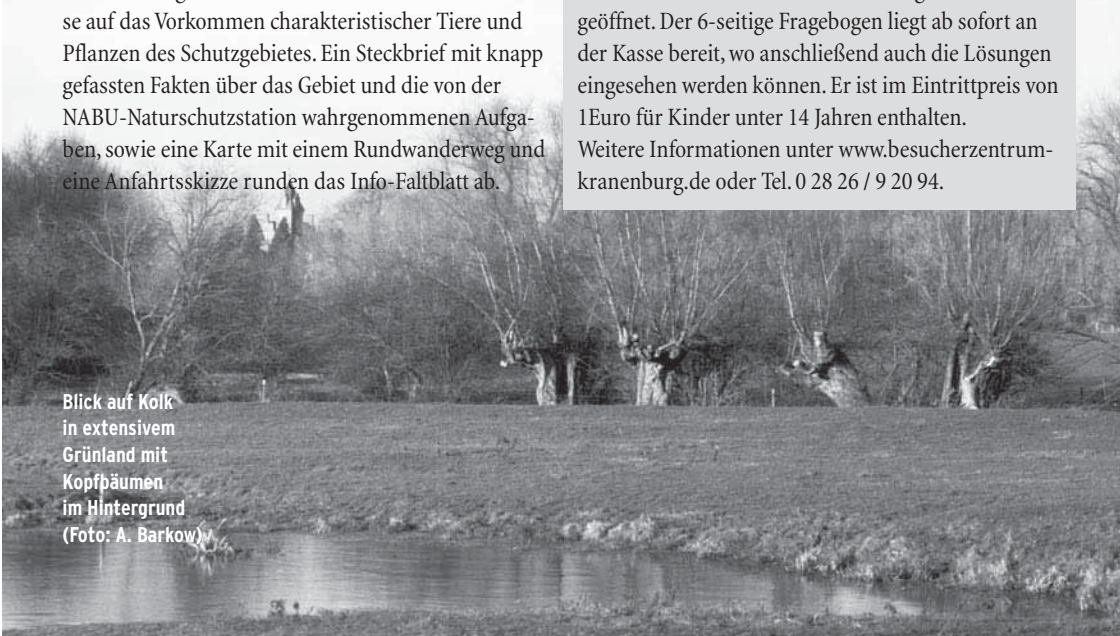 se auf das Vorkommen charakteristischer Tiere und
Pflanzen des Schutzgebietes. Ein Steckbrief mit knapp
gefassten Fakten über das Gebiet und die von der
NABU-Naturschutzstation wahrgenommenen Aufga-
ben, sowie eine Karte mit einem Rundwanderweg und
eine Anfahrtsskizze runden das Info-Faltblatt ab.
geöffnet. Der 6-seitige Fragebogen liegt ab sofort an
der Kasse bereit, wo anschließend auch die Lösungen
eingesehen werden können. Er ist im Eintrittpreis von
1Euro für Kinder unter 14 Jahren enthalten.
Weitere Informationen unter www.besucherzentrum-
kranenburg.de oder Tel. 0 28 26 / 9 20 94.
Blick auf Kolk
in extensivem
Grünland mit
Kopfbäumen
im Hintergrund
(Foto: A. Barkow)